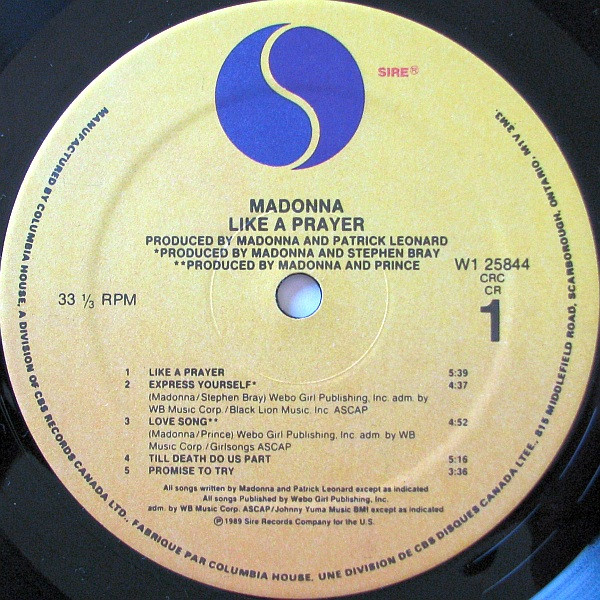 SIRE®
MADONNA
LIKE A PRAYER
PRODUCED BY MADONNA AND PATRICK LEONARD
*PRODUCED BY MADONNA AND STEPHEN BRAY
**PRODUCED BY MADONNA AND PRINCE
W1 25844
CRC
CR
1
33 ⅓ RPM
1 LIKE A PRAYER 5:39
2 EXPRESS YOURSELF* 4:37
(Madonna/Stephen Bray) Webo Girl Publishing, Inc. adm. by
WB Music Corp./Black Lion Music, Inc. ASCAP
3 LOVE SONG** 4:52
(Madonna/Prince) Webo Girl Publishing, Inc. adm. by WB
Music Corp./Girlsongs ASCAP
4 TILL DEATH DO US PART 5:16
5 PROMISE TO TRY 3:36
All songs written by Madonna and Patrick Leonard except as indicated
All songs Published by Webo Girl Publishing, Inc.
adm. by WB Music Corp. ASCAP/Johnny Yuma Music BMI except as indicated
℗ 1989 Sire Records Company for the U.S.
MANUFACTURED BY COLUMBIA HOUSE, A DIVISION OF CBS RECORDS CANADA LTD., FABRIQUE PAR COLUMBIA HOUSE, UNE DIVISION DE CBS DISQUES CANADA LTEE., 815 MIDDLEFIELD ROAD, SCARBOROUGH, ONTARIO, M1V 2M3.